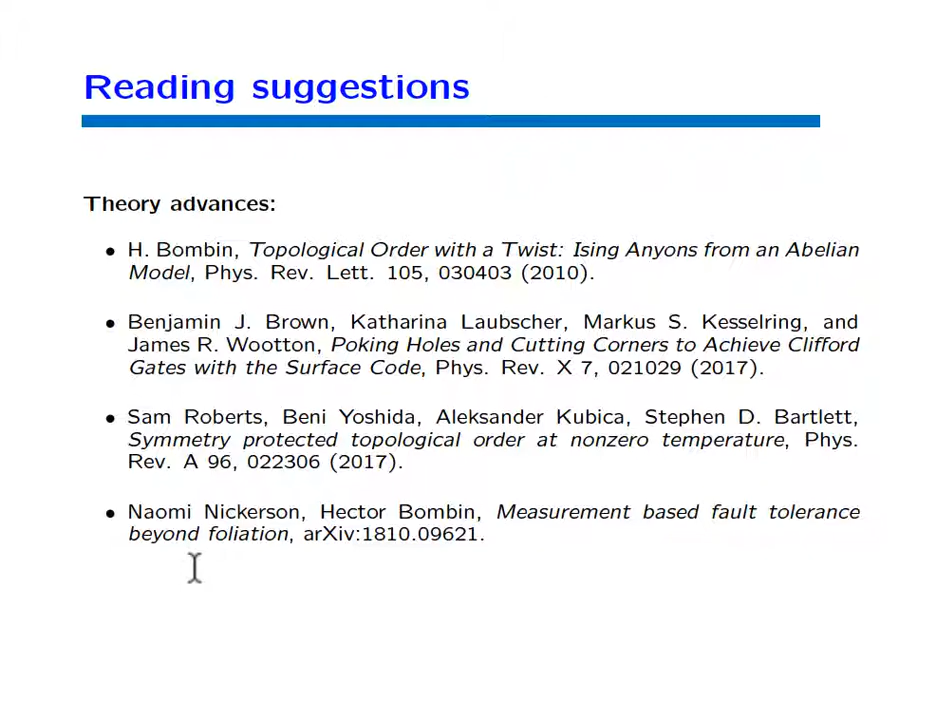 Reading suggestions
Theory advances:
• H. Bombin, Topological Order with a Twist: Ising Anyons from an Abelian
Model, Phys. Rev. Lett. 105, 030403 (2010).
• Benjamin J. Brown, Katharina Laubscher, Markus S. Kesselring, and
James R. Wootton, Poking Holes and Cutting Corners to Achieve Clifford
Gates with the Surface Code, Phys. Rev. X 7, 021029 (2017).
• Sam Roberts, Beni Yoshida, Aleksander Kubica, Stephen D. Bartlett,
Symmetry protected topological order at nonzero temperature, Phys.
Rev. A 96, 022306 (2017).
• Naomi Nickerson, Hector Bombin, Measurement based fault tolerance
beyond foliation, arXiv:1810.09621.